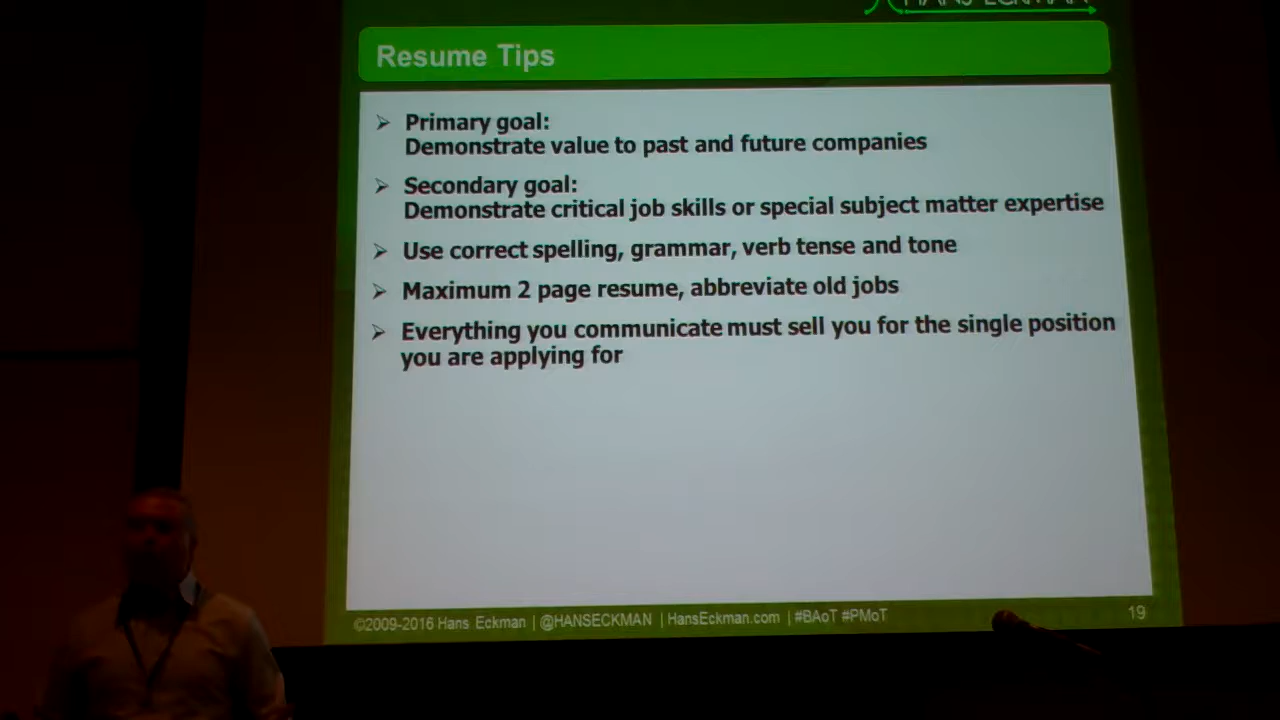 HANS ECKMAN
Resume Tips
➢ Primary goal:
Demonstrate value to past and future companies
➢ Secondary goal:
Demonstrate critical job skills or special subject matter expertise
➢ Use correct spelling, grammar, verb tense and tone
➢ Maximum 2 page resume, abbreviate old jobs
➢ Everything you communicate must sell you for the single position
you are applying for
©2009-2016 Hans Eckman | @HANSECKMAN | HansEckman.com | #BAoT #PMoT
19